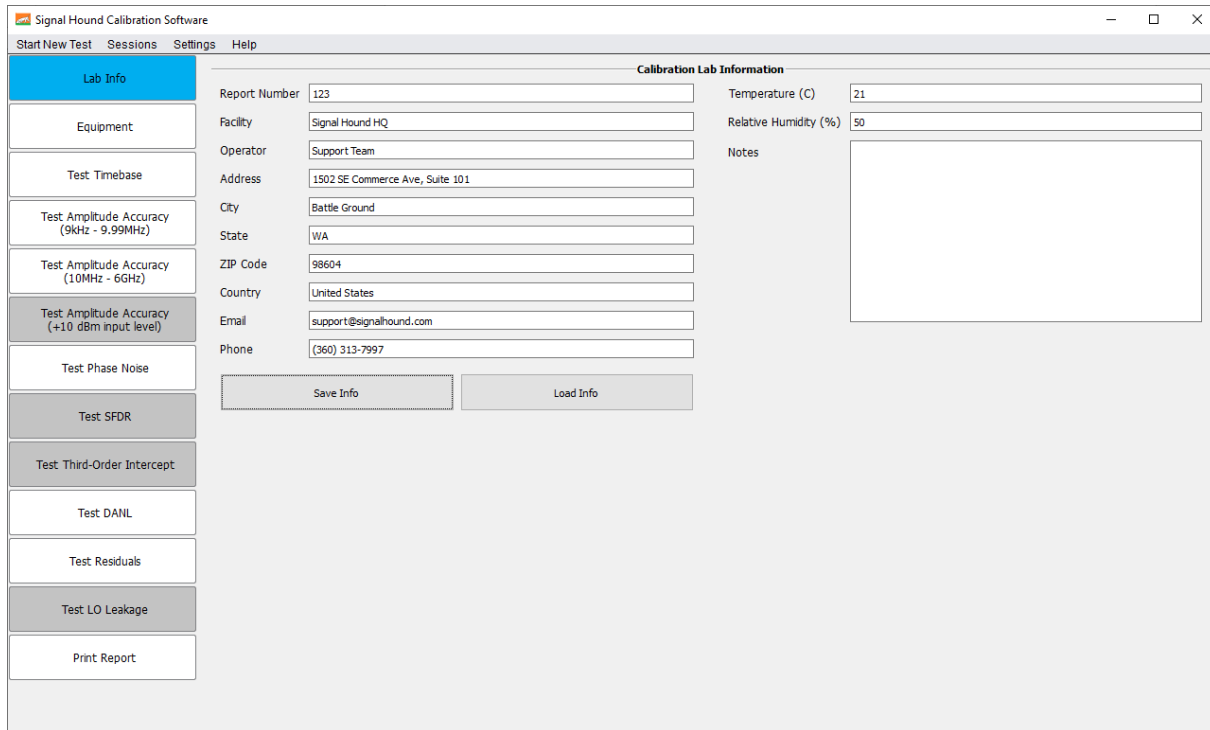 Signal Hound Calibration Software
Start New Test Sessions Settings Help
Lab Info
Equipment
Test Timebase
Test Amplitude Accuracy
(9kHz - 9.99MHz)
Test Amplitude Accuracy
(10MHz - 6GHz)
Test Amplitude Accuracy
(+10 dBm input level)
Test Phase Noise
Test SFDR
Test Third-Order Intercept
Test DANL
Test Residuals
Test LO Leakage
Print Report
Calibration Lab Information
Report Number 123
Facility Signal Hound HQ
Operator Support Team
Address 1502 SE Commerce Ave, Suite 101
City Battle Ground
State WA
ZIP Code 98604
Country United States
Email support@signalhound.com
Phone (360) 313-7997
Save Info Load Info
Temperature (C) 21
Relative Humidity (%) 50
Notes